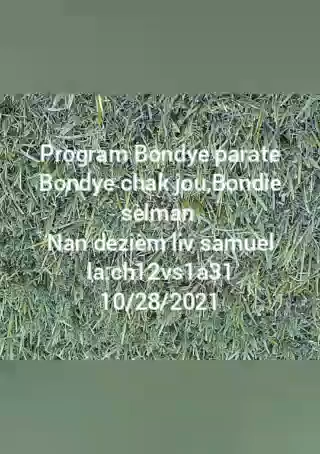 Program Bondye parate
Bondye chak jou,Bondie
selman
Nan deziem liv samuel
la:ch12vs1a31
10/28/2021